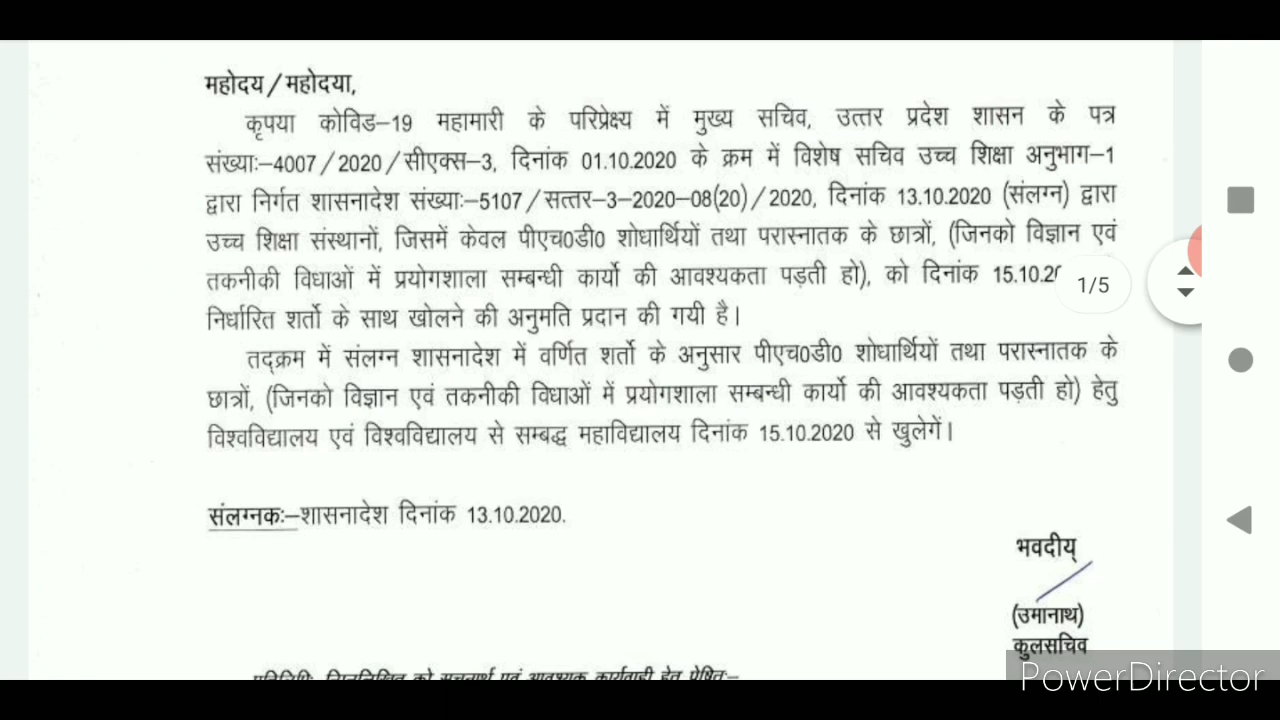 महोदय/महोदया,
कृपया कोविड–19 महामारी के परिप्रेक्ष्य में मुख्य सचिव, उत्तर प्रदेश शासन के पत्र
संख्याः–4007/2020/सीएक्स–3, दिनांक 01.10.2020 के क्रम में विशेष सचिव उच्च शिक्षा अनुभाग–1
द्वारा निर्गत शासनादेश संख्याः–5107/सत्तर–3–2020–08(20)/2020, दिनांक 13.10.2020 (संलग्न) द्वारा
उच्च शिक्षा संस्थानों, जिसमें केवल पीएच0डी0 शोधार्थियों तथा परास्नातक के छात्रों, (जिनको विज्ञान एवं
तकनीकी विधाओं में प्रयोगशाला सम्बन्धी कार्यो की आवश्यकता पड़ती हो), को दिनांक
1/5
निर्धारित शर्तो के साथ खोलने की अनुमति प्रदान की गयी है।
तद्क्रम में संलग्न शासनादेश में वर्णित शर्तो के अनुसार पीएच0डी0 शोधार्थियों तथा परास्नातक के
छात्रों, (जिनको विज्ञान एवं तकनीकी विधाओं में प्रयोगशाला सम्बन्धी कार्यो की आवश्यकता पड़ती हो) हेतु
विश्वविद्यालय एवं विश्वविद्यालय से सम्बद्ध महाविद्यालय दिनांक 15.10.2020 से खुलेगें।
संलग्नकः–शासनादेश दिनांक 13.10.2020.
भवदीय्
(उमानाथ)
कुलसचिव
PowerDirector